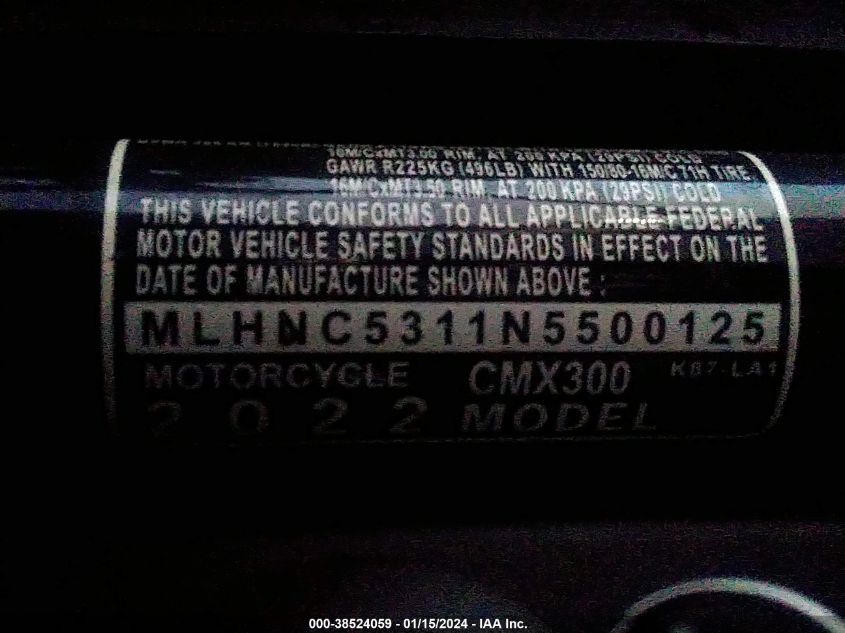 16M/CxMT3.00 RIM, AT 200 KPA (29PSI) COLD
GAWR R225KG (496LB) WITH 150/80-16M/C 71H TIRE,
16M/CxMT3.50 RIM, AT 200 KPA (29PSI) COLD
THIS VEHICLE CONFORMS TO ALL APPLICABLE FEDERAL
MOTOR VEHICLE SAFETY STANDARDS IN EFFECT ON THE
DATE OF MANUFACTURE SHOWN ABOVE :
MLHNC5311N5500125
MOTORCYCLE CMX300 K87-LA1
2022 MODEL
000-38524059 - 01/15/2024 - IAA Inc.